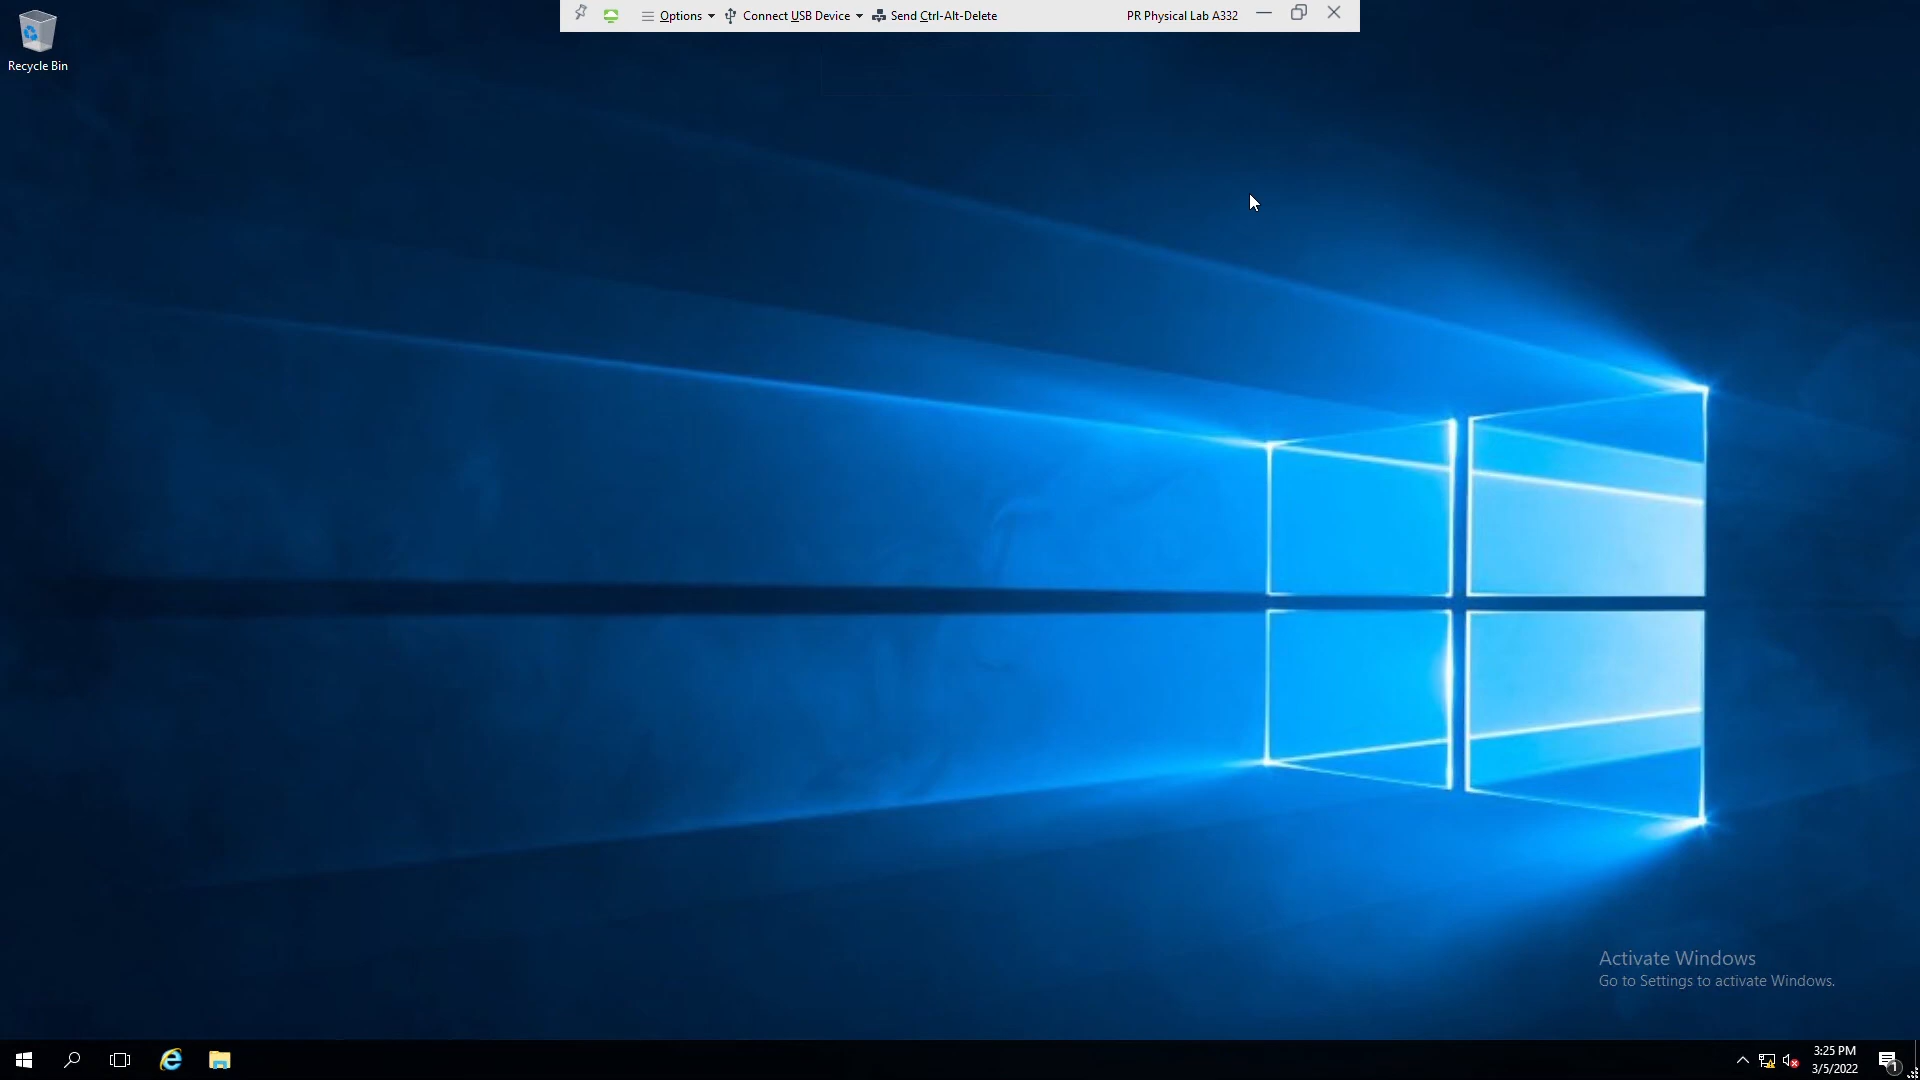 Options
Connect USB Device
Send Ctrl-Alt-Delete
PR Physical Lab A332
Recycle Bin
Activate Windows
Go to Settings to activate Windows.
3:25 PM
3/5/2022
1